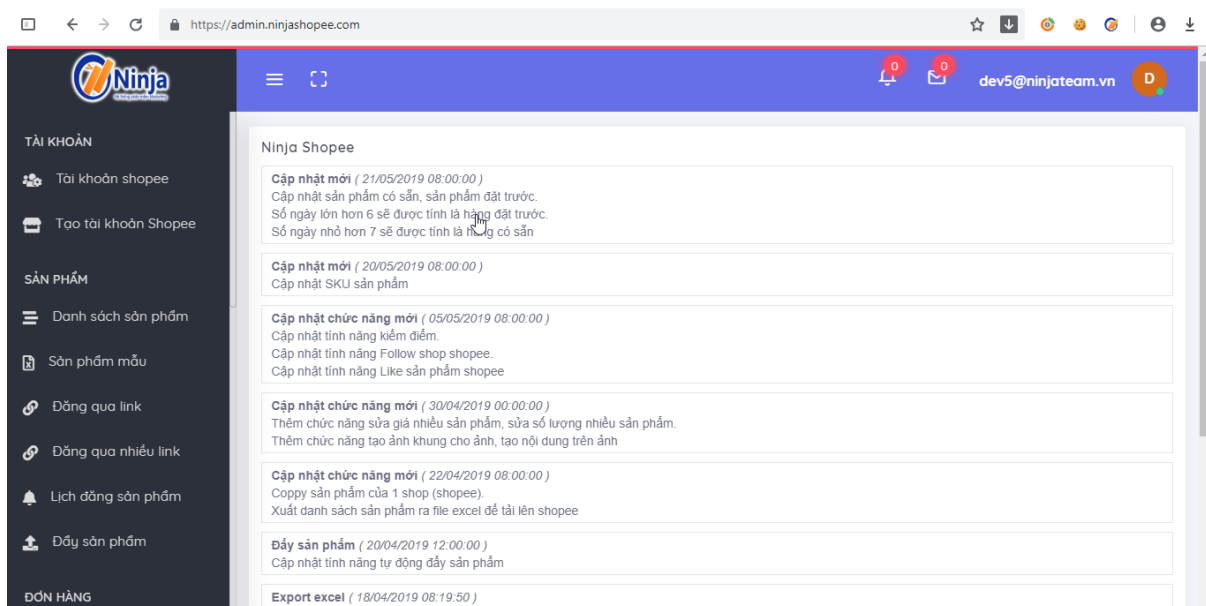 https://admin.ninjashopee.com
Ninja
0
0
dev5@ninjateam.vn
D
TÀI KHOẢN
Tài khoản shopee
Tạo tài khoản Shopee
SẢN PHẨM
Danh sách sản phẩm
Sản phẩm mẫu
Đăng qua link
Đăng qua nhiều link
Lịch đăng sản phẩm
Đẩy sản phẩm
ĐƠN HÀNG
Ninja Shopee
Cập nhật mới ( 21/05/2019 08:00:00 )
Cập nhật sản phẩm có sẵn, sản phẩm đặt trước.
Số ngày lớn hơn 6 sẽ được tính là hàng đặt trước.
Số ngày nhỏ hơn 7 sẽ được tính là hàng có sẵn
Cập nhật mới ( 20/05/2019 08:00:00 )
Cập nhật SKU sản phẩm
Cập nhật chức năng mới ( 05/05/2019 08:00:00 )
Cập nhật tính năng kiểm điểm.
Cập nhật tính năng Follow shop shopee.
Cập nhật tính năng Like sản phẩm shopee
Cập nhật chức năng mới ( 30/04/2019 00:00:00 )
Thêm chức năng sửa giá nhiều sản phẩm, sửa số lượng nhiều sản phẩm.
Thêm chức năng tạo ảnh khung cho ảnh, tạo nội dung trên ảnh
Cập nhật chức năng mới ( 22/04/2019 08:00:00 )
Coppy sản phẩm của 1 shop (shopee).
Xuất danh sách sản phẩm ra file excel để tải lên shopee
Đẩy sản phẩm ( 20/04/2019 12:00:00 )
Cập nhật tính năng tự động đẩy sản phẩm
Export excel ( 18/04/2019 08:19:50 )